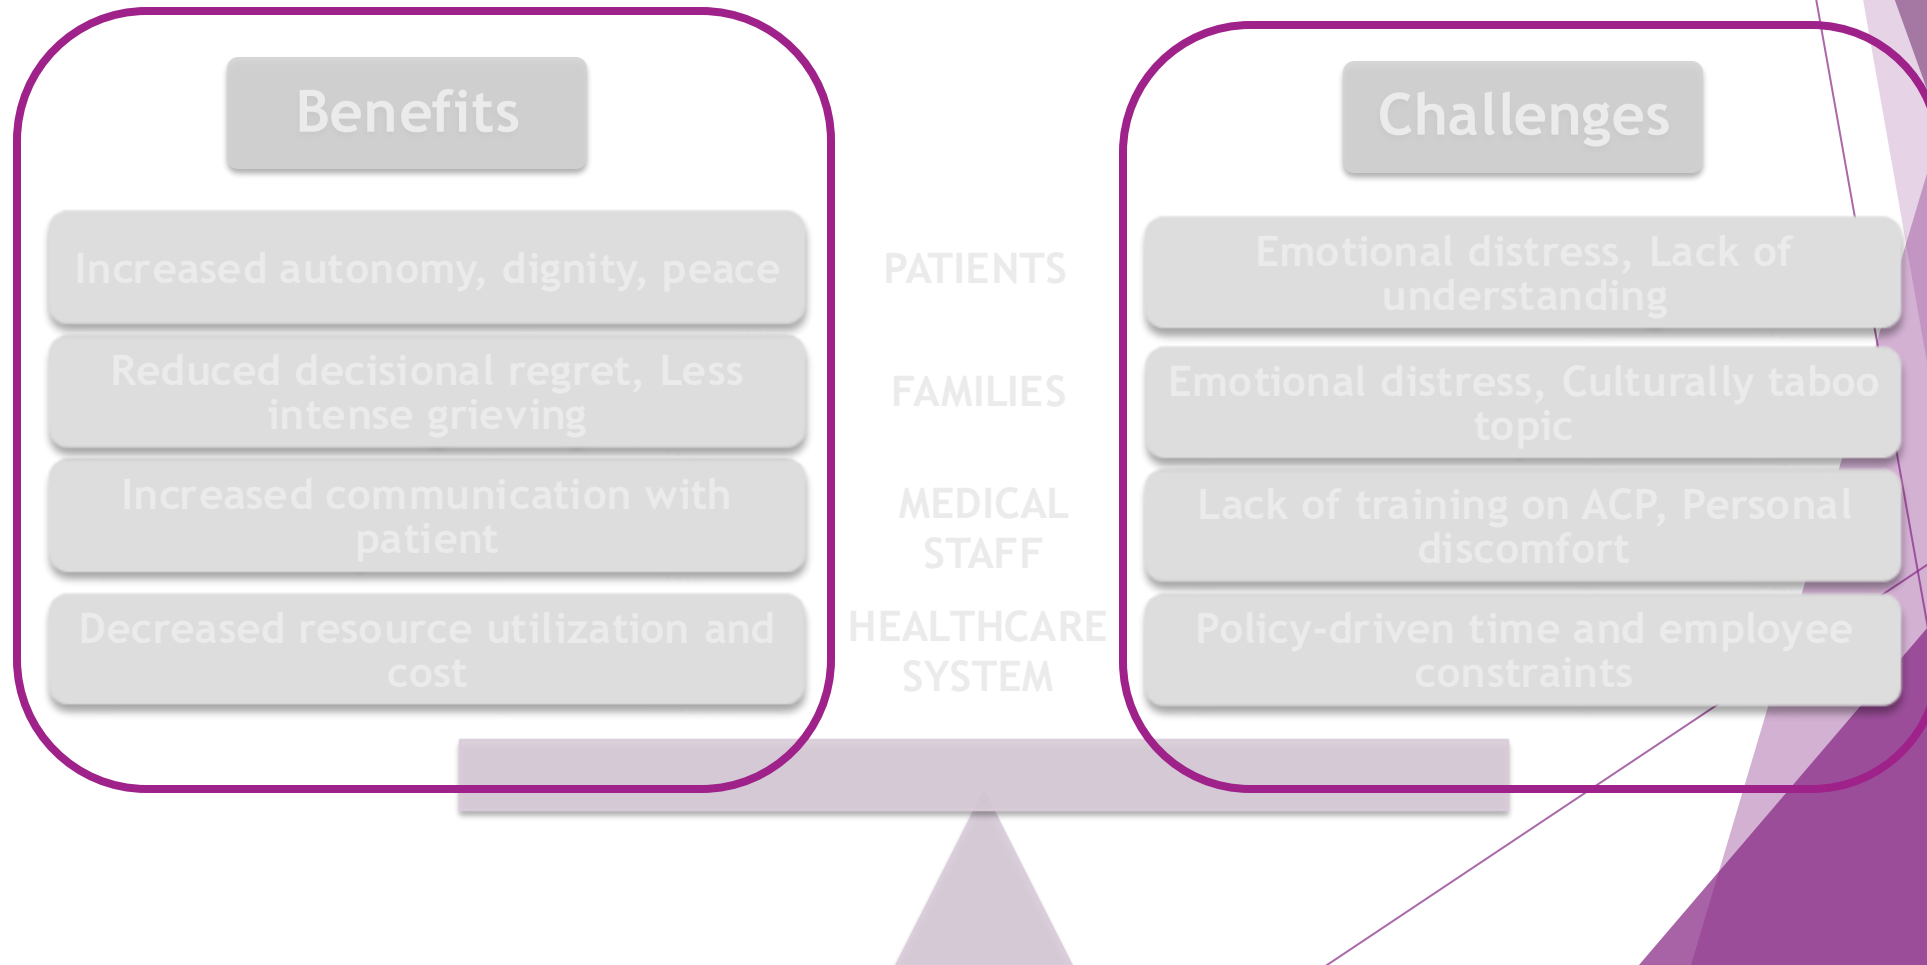 Benefits
Increased autonomy, dignity, peace
Reduced decisional regret, Less
intense grieving
Increased communication with
patient
Decreased resource utilization and
cost
PATIENTS
FAMILIES
MEDICAL
STAFF
HEALTHCARE
SYSTEM
Challenges
Emotional distress, Lack of
understanding
Emotional distress, Culturally taboo
topic
Lack of training on ACP, Personal
discomfort
Policy-driven time and employee
constraints